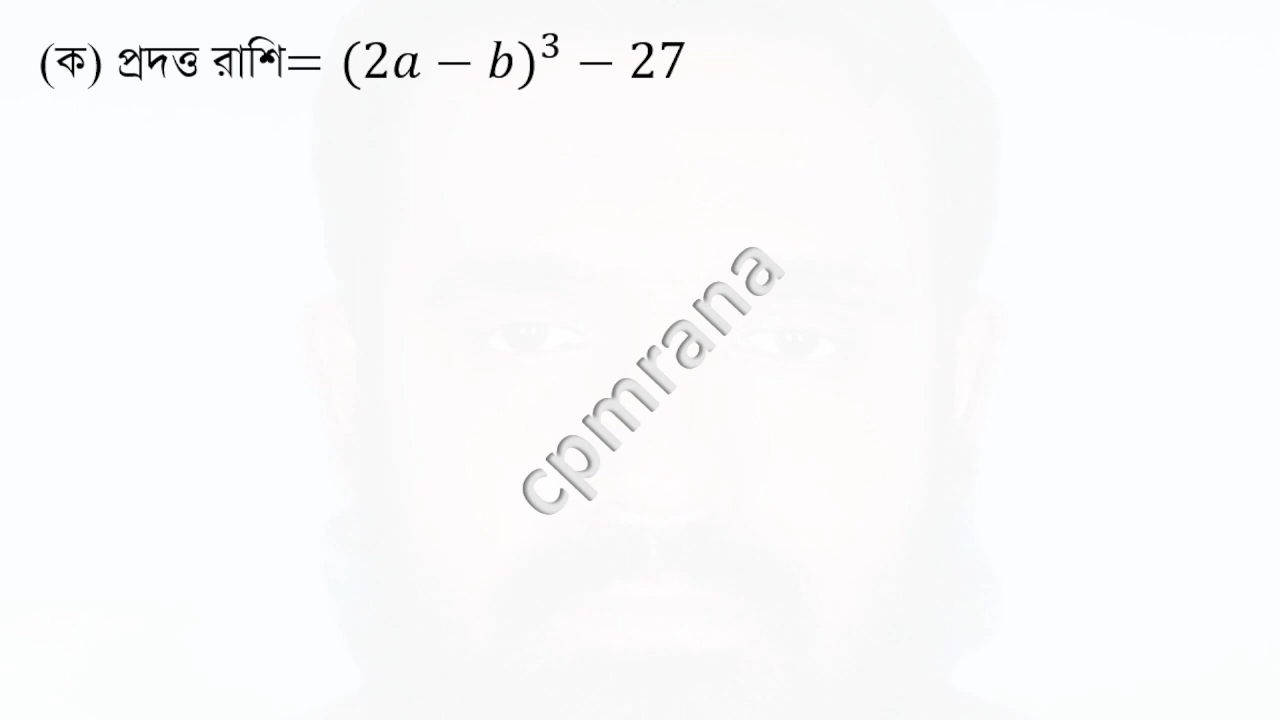 (ক) প্রদত্ত রাশি= (2a − b)³ − 27
cpmrana